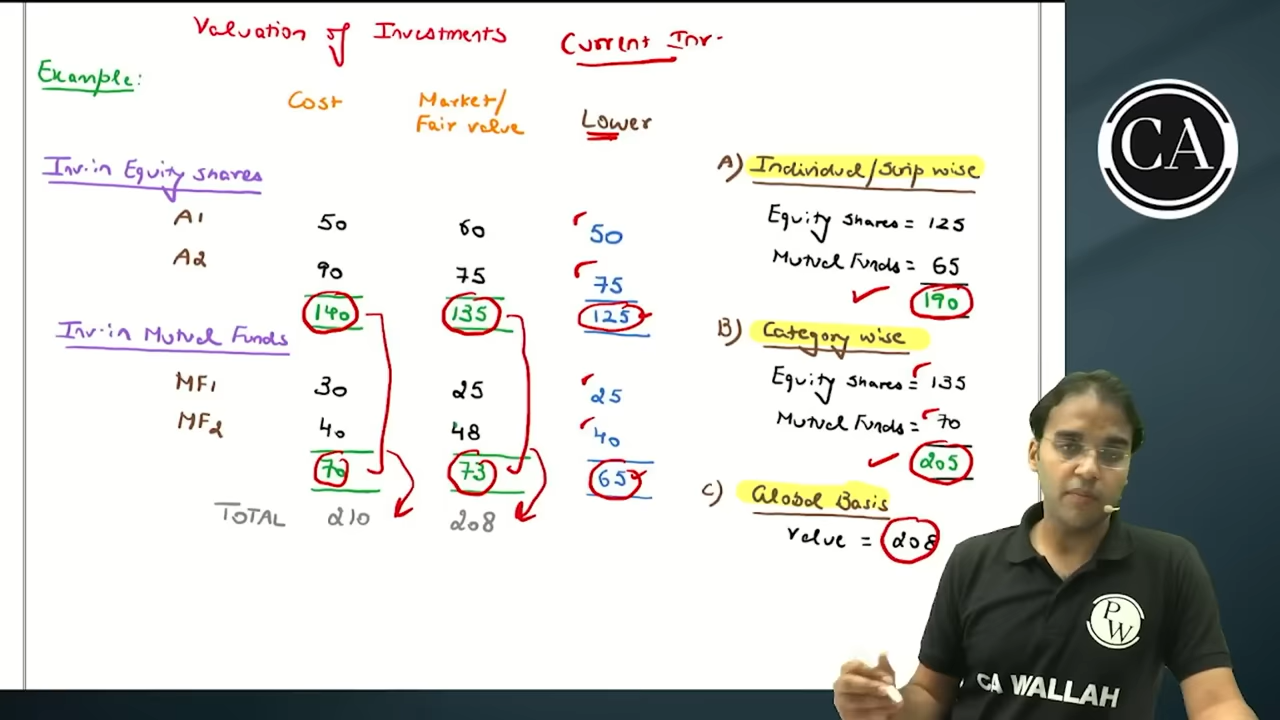 Valuation of Investments Current Inv.
Example:
Cost Market/ Fair value Lower
Inv. in Equity shares
A1 50 60 50
A2 90 75 75
140 135 125
Inv. in Mutual Funds
MF1 30 25 25
MF2 40 48 40
70 73 65
TOTAL 210 208
A) Individual/Scrip wise
Equity shares = 125
Mutual Funds = 65
190
B) Category wise
Equity shares = 135
Mutual Funds = 70
205
C) Global Basis
Value = 208
CA
PW
CA WALLAH